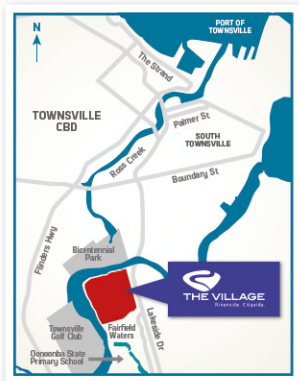 N
PORT OF
TOWNSVILLE
The Strand
TOWNSVILLE
CBD
Palmer St
SOUTH
TOWNSVILLE
Ross Creek
Boundary St
Flinders Hwy
Bicentennial
Park
THE VILLAGE
Riverside. Cityside.
Townsville
Golf Club
Fairfield
Waters
Lakeside Dr
Oonoonba State
Primary School